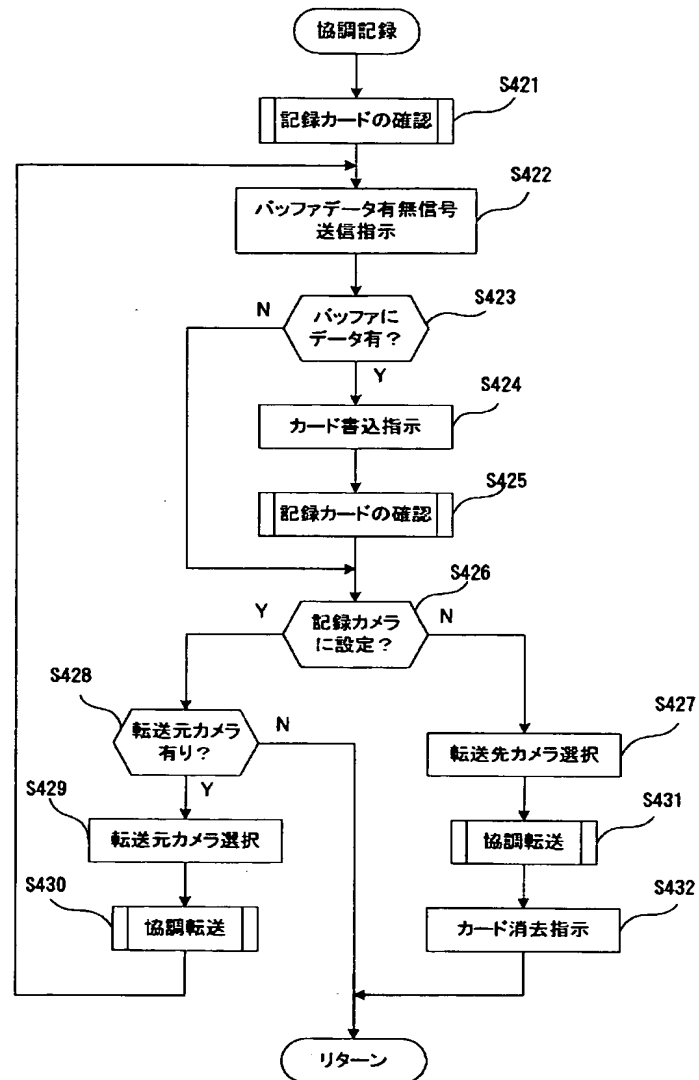 協調記録
S421
記録カードの確認
S422
バッファデータ有無信号
送信指示
S423
N
バッファに
データ有？
Y
S424
カード書込指示
S425
記録カードの確認
S426
Y
記録カメラ
に設定？
N
S428
転送元カメラ
有り？
N
S427
転送先カメラ選択
Y
S429
転送元カメラ選択
S431
協調転送
S430
協調転送
S432
カード消去指示
リターン